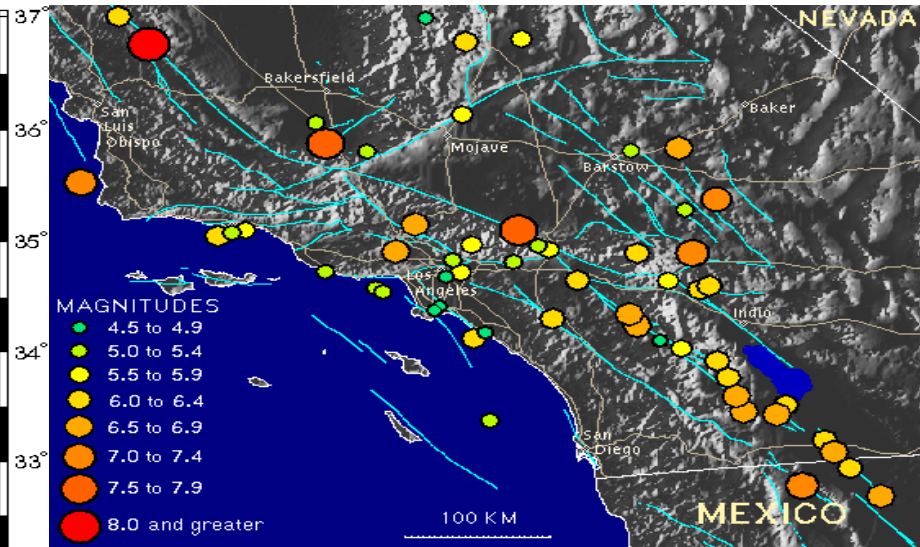 37°
NEVADA
Bakersfield
Baker
San
Luis
Obispo
36°
Mojave
Barstow
35°
Los
Angeles
MAGNITUDES
4.5 to 4.9
Indio
5.0 to 5.4
34°
5.5 to 5.9
6.0 to 6.4
6.5 to 6.9
San
Diego
7.0 to 7.4
33°
7.5 to 7.9
MEXICO
8.0 and greater
100 KM